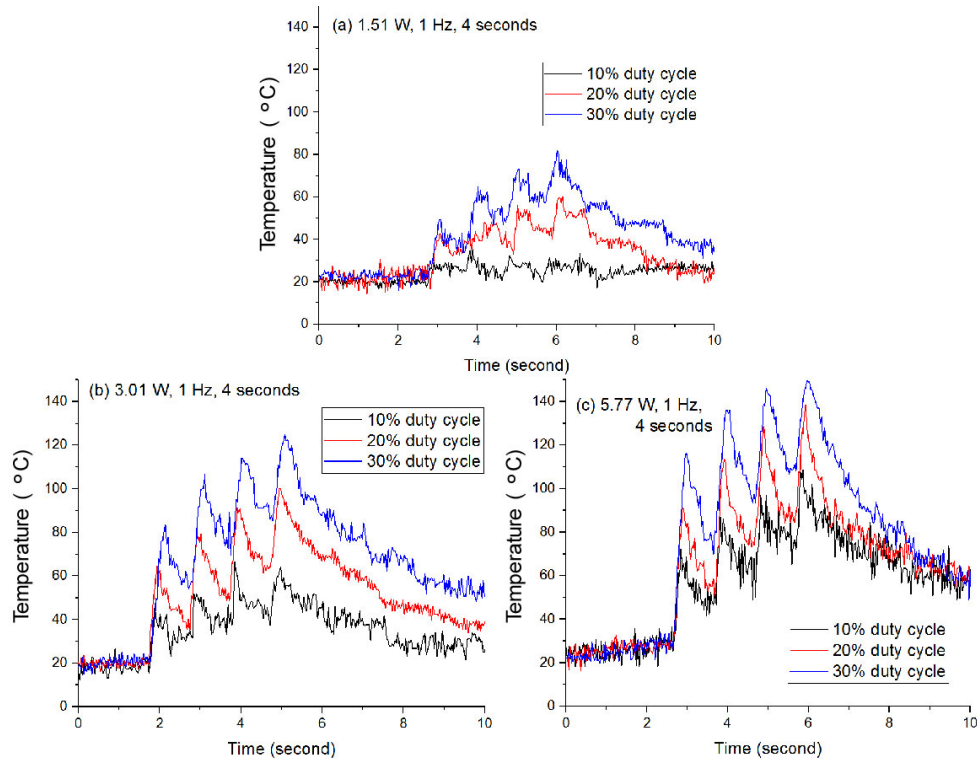 (a) 1.51 W, 1 Hz, 4 seconds
10% duty cycle
20% duty cycle
30% duty cycle
Temperature ( °C)
140
120
100
80
60
40
20
0
0 2 4 6 8 10
Time (second)
(b) 3.01 W, 1 Hz, 4 seconds
10% duty cycle
20% duty cycle
30% duty cycle
Temperature ( °C)
140
120
100
80
60
40
20
0
0 2 4 6 8 10
Time (second)
(c) 5.77 W, 1 Hz,
4 seconds
10% duty cycle
20% duty cycle
30% duty cycle
Temperature ( °C)
140
120
100
80
60
40
20
0
0 2 4 6 8 10
Time (second)